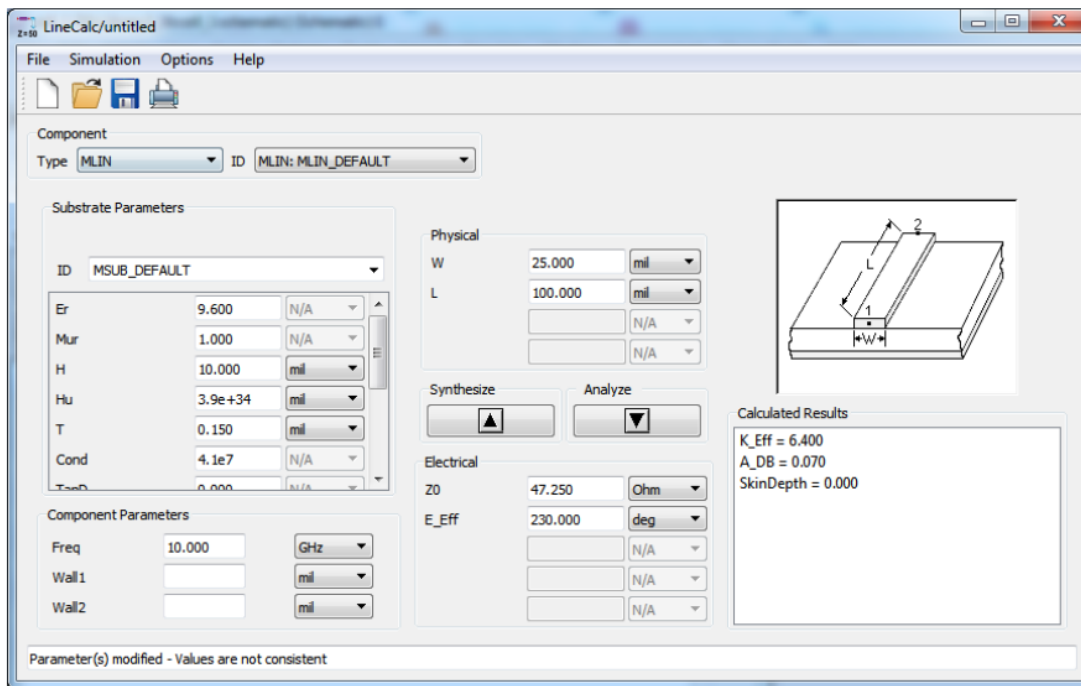 LineCalc/untitled
File Simulation Options Help
Component
Type MLIN ID MLIN: MLIN_DEFAULT
Substrate Parameters
ID MSUB_DEFAULT
Er 9.600 N/A
Mur 1.000 N/A
H 10.000 mil
Hu 3.9e+34 mil
T 0.150 mil
Cond 4.1e7 N/A
TanD 0.000 N/A
Component Parameters
Freq 10.000 GHz
Wall1 mil
Wall2 mil
Physical
W 25.000 mil
L 100.000 mil
N/A
N/A
Synthesize Analyze
Electrical
Z0 47.250 Ohm
E_Eff 230.000 deg
N/A
N/A
N/A
2
L
1
W
Calculated Results
K_Eff = 6.400
A_DB = 0.070
SkinDepth = 0.000
Parameter(s) modified - Values are not consistent